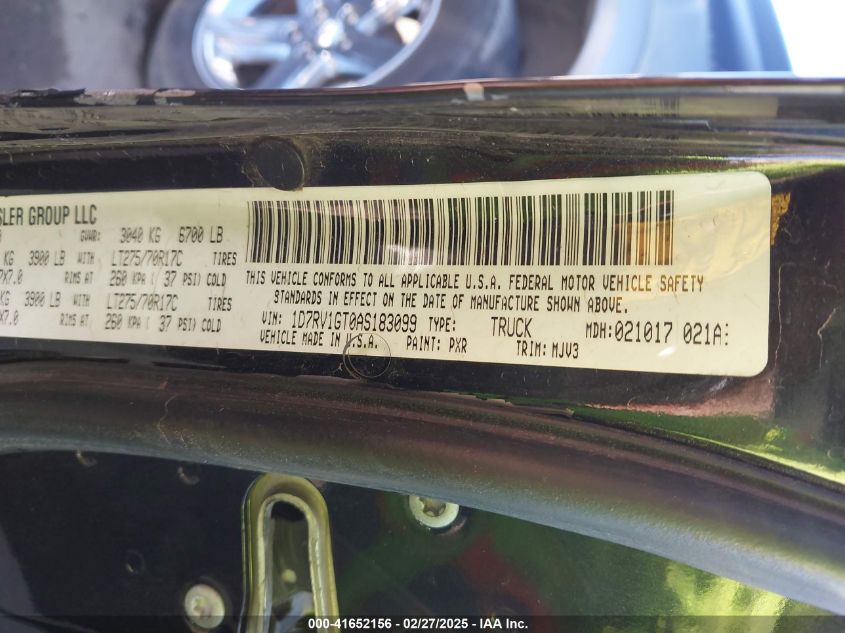 SLER GROUP LLC
GVWR: 3040 KG 6700 LB
KG 3900 LB WITH LT275/70R17C TIRES
7X7.0 RIMS AT 260 KPA ( 37 PSI) COLD
KG 3900 LB WITH LT275/70R17C TIRES
X7.0 RIMS AT 260 KPA ( 37 PSI) COLD
THIS VEHICLE CONFORMS TO ALL APPLICABLE U.S.A. FEDERAL MOTOR VEHICLE SAFETY
STANDARDS IN EFFECT ON THE DATE OF MANUFACTURE SHOWN ABOVE.
VIN: 1D7RV1GT0AS183099 TYPE: TRUCK MDH:021017 021A:
VEHICLE MADE IN U.S.A. PAINT: PXR TRIM: MJV3
000-41652156 - 02/27/2025 - IAA Inc.